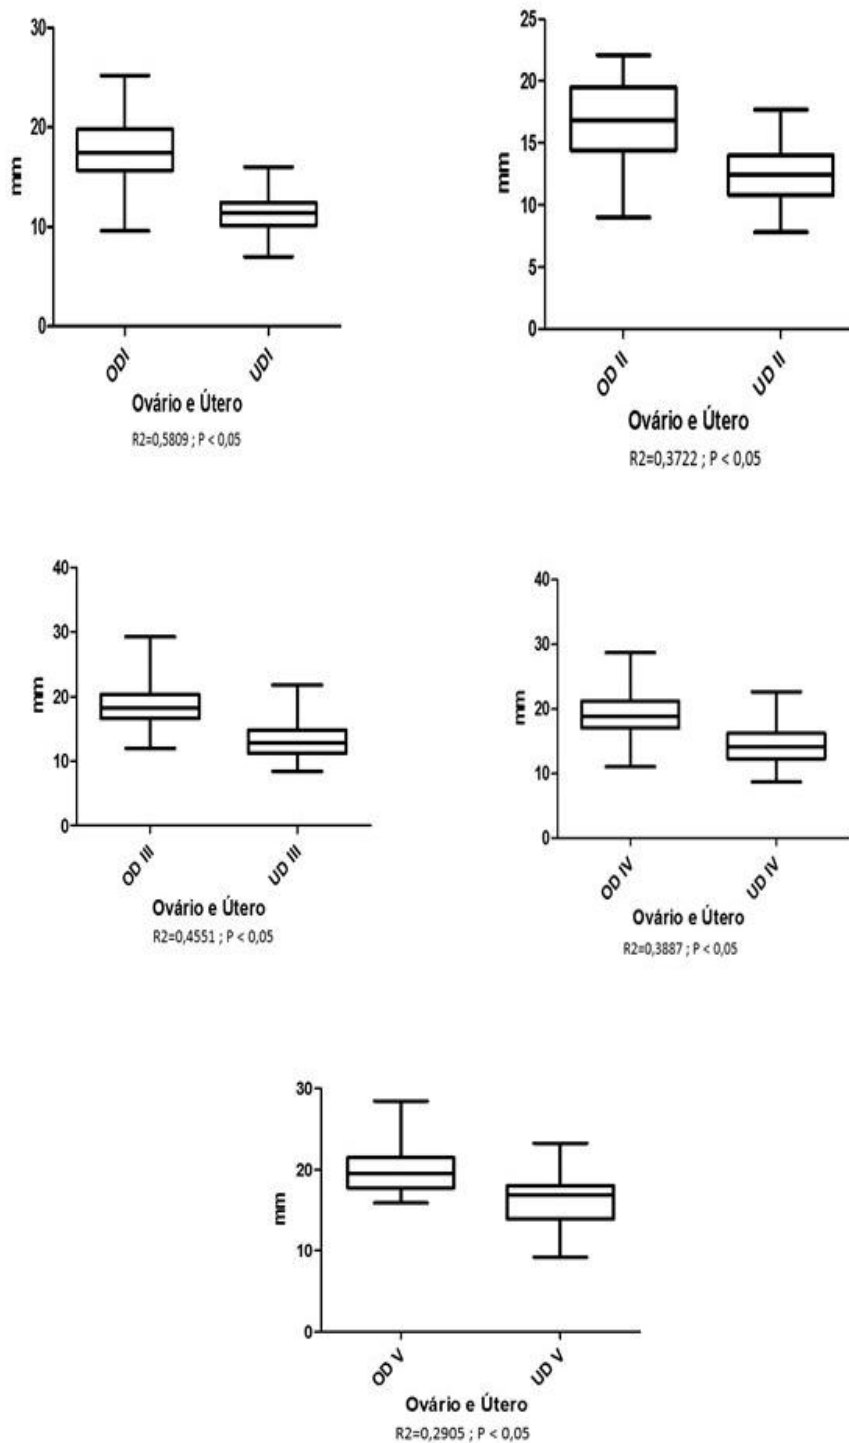 30
20
10
0
mm
ODI
UDI
Ovário e Útero
R2=0,5809 ; P < 0,05
25
20
15
10
5
0
mm
OD II
UD II
Ovário e Útero
R2=0,3722 ; P < 0,05
40
30
20
10
0
mm
OD III
UD III
Ovário e Útero
R2=0,4551 ; P < 0,05
40
30
20
10
0
mm
OD IV
UD IV
Ovário e Útero
R2=0,3887 ; P < 0,05
30
20
10
0
mm
OD V
UD V
Ovário e Útero
R2=0,2905 ; P < 0,05